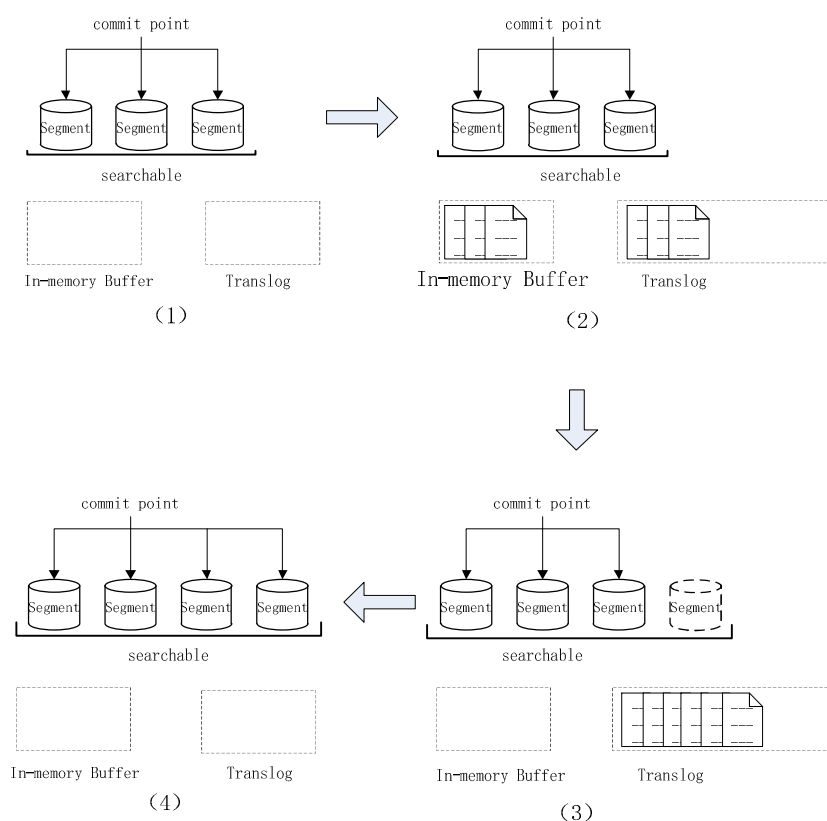 commit point
Segment Segment Segment
searchable
In-memory Buffer Translog
(1)
commit point
Segment Segment Segment
searchable
In-memory Buffer Translog
(2)
commit point
Segment Segment Segment Segment
searchable
In-memory Buffer Translog
(4)
commit point
Segment Segment Segment Segment
searchable
In-memory Buffer Translog
(3)